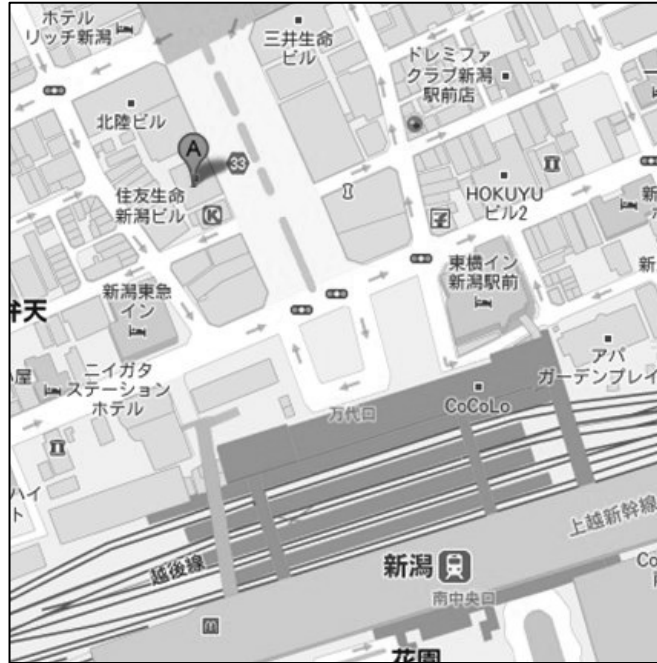 ホテル
リッチ新潟
三井生命
ビル
ドレミファ
クラブ新潟
駅前店
北陸ビル
A
33
住友生命
新潟ビル
K
HOKUYU
ビル2
東横イン
新潟駅前
新潟東急
イン
弁天
ニイガタ
ステーション
ホテル
アパ
ガーデンプレイ
CoCoLo
万代口
ハイ
ト
上越新幹線
越後線
新潟
南中央口
Co
花園